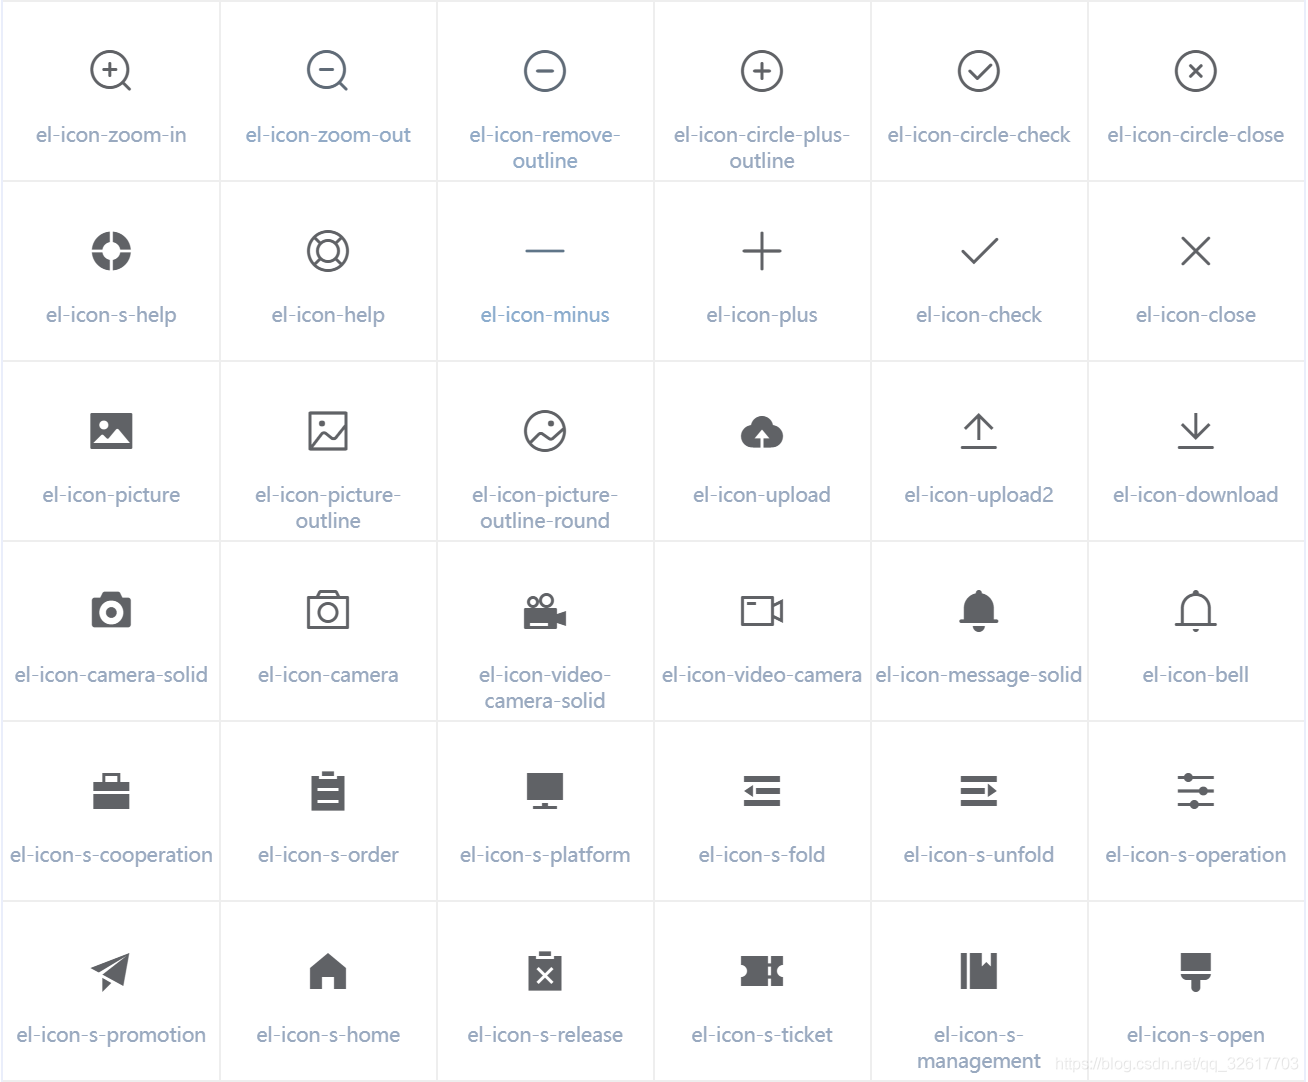 el-icon-zoom-in
el-icon-zoom-out
el-icon-remove-
outline
el-icon-circle-plus-
outline
el-icon-circle-check
el-icon-circle-close
el-icon-s-help
el-icon-help
el-icon-minus
el-icon-plus
el-icon-check
el-icon-close
el-icon-picture
el-icon-picture-
outline
el-icon-picture-
outline-round
el-icon-upload
el-icon-upload2
el-icon-download
el-icon-camera-solid
el-icon-camera
el-icon-video-
camera-solid
el-icon-video-camera
el-icon-message-solid
el-icon-bell
el-icon-s-cooperation
el-icon-s-order
el-icon-s-platform
el-icon-s-fold
el-icon-s-unfold
el-icon-s-operation
el-icon-s-promotion
el-icon-s-home
el-icon-s-release
el-icon-s-ticket
el-icon-s-
management
el-icon-s-open
https://blog.csdn.net/qq_32617703